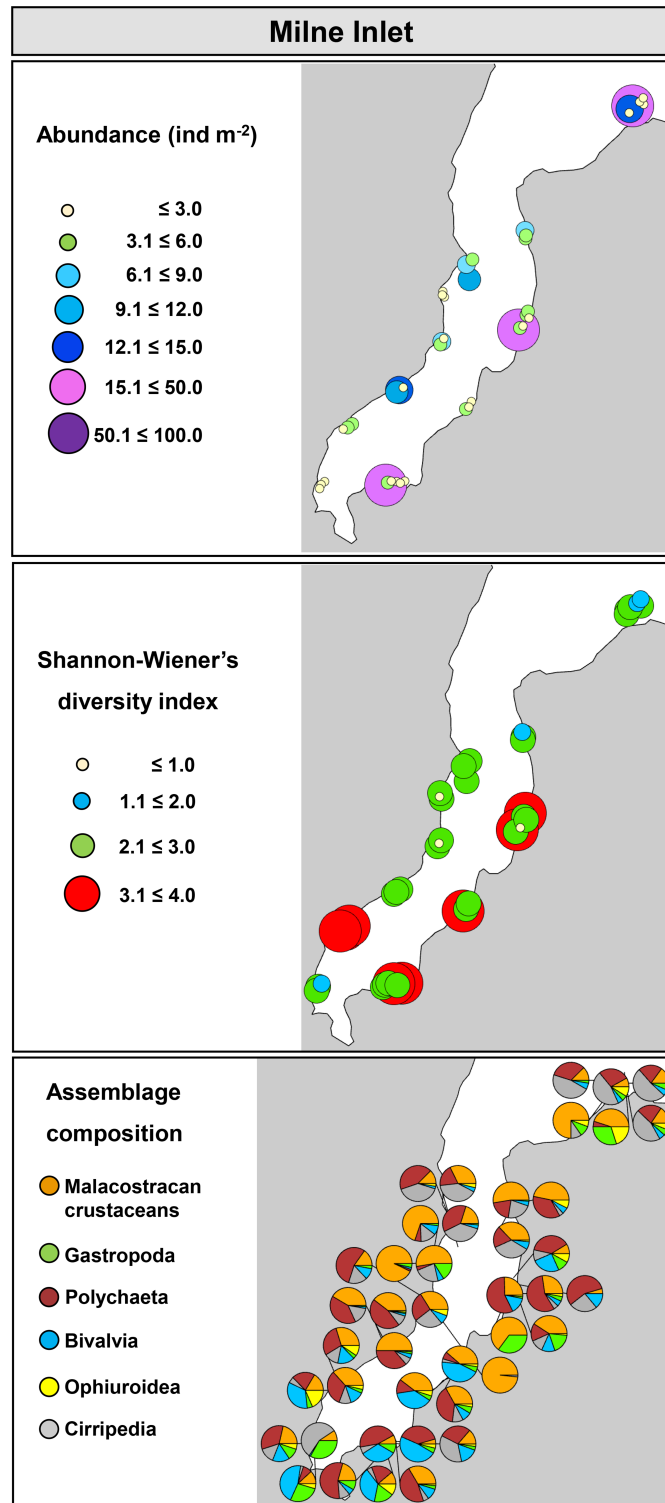 Milne Inlet
Abundance (ind m-2)
≤ 3.0
3.1 ≤ 6.0
6.1 ≤ 9.0
9.1 ≤ 12.0
12.1 ≤ 15.0
15.1 ≤ 50.0
50.1 ≤ 100.0
Shannon-Wiener’s
diversity index
≤ 1.0
1.1 ≤ 2.0
2.1 ≤ 3.0
3.1 ≤ 4.0
Assemblage
composition
Malacostracan
crustaceans
Gastropoda
Polychaeta
Bivalvia
Ophiuroidea
Cirripedia